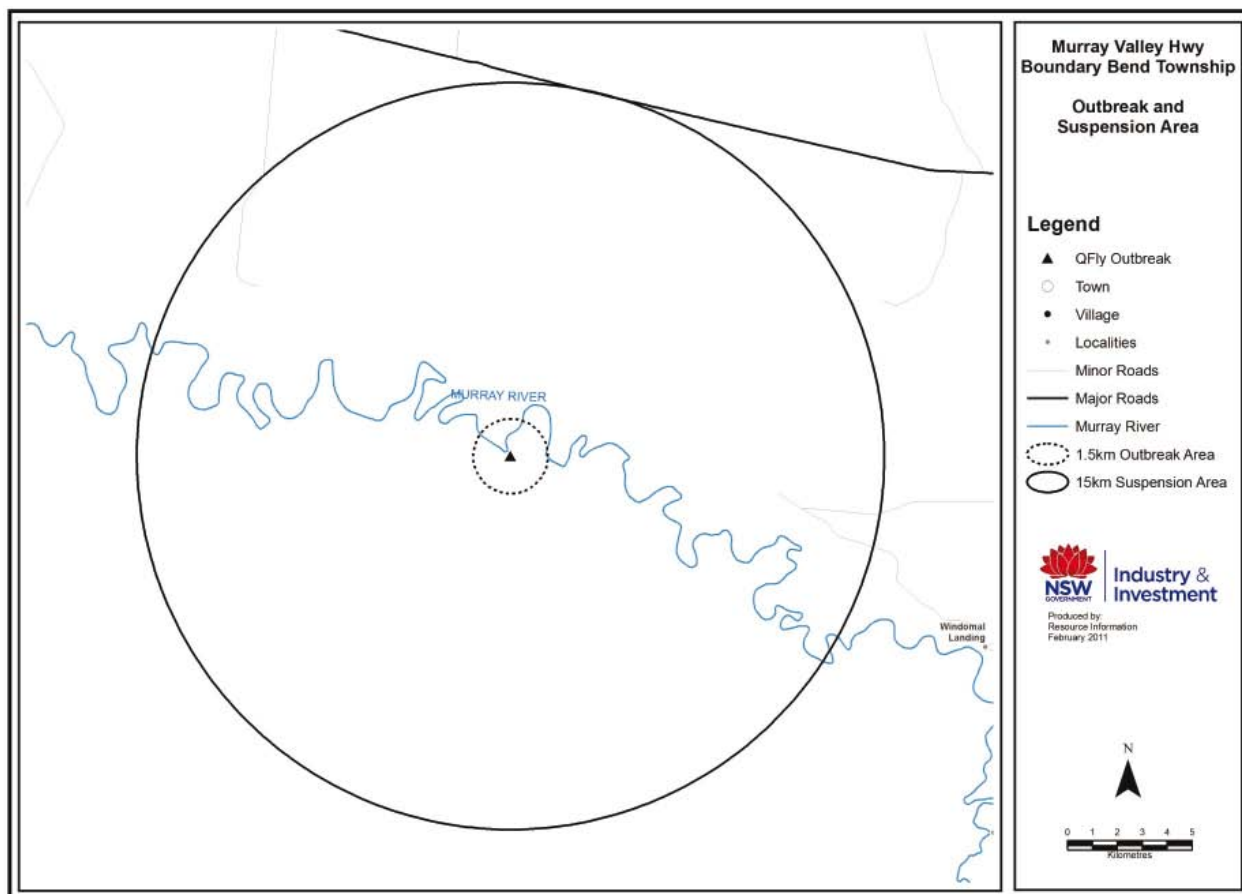 MURRAY RIVER
Windomal
Landing
Murray Valley Hwy
Boundary Bend Township
Outbreak and
Suspension Area
Legend
QFly Outbreak
Town
Village
Localities
Minor Roads
Major Roads
Murray River
1.5km Outbreak Area
15km Suspension Area
NSW
GOVERNMENT
Industry &
Investment
Produced by:
Resource Information
February 2011
N
0 1 2 3 4 5
Kilometres